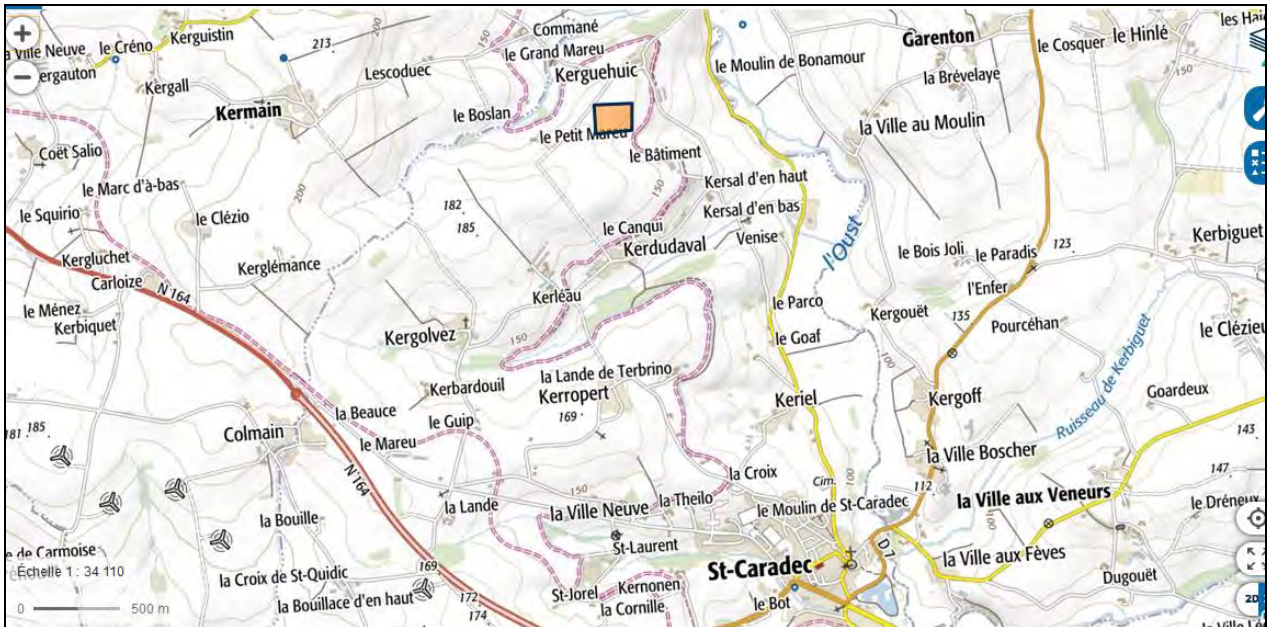 Commané
les Haï
la Ville Neuve
le Créno
Kerguistin
213.
200
150
le Grand Mareu
Garenton
le Cosquer
le Hinlé
ergauton
Kergall
Lescoduec
Kerguehuic
le Moulin de Bonamour
la Brévelaye
150
Kermain
le Boslan
le Petit Mareu
la Ville au Moulin
Coët Salio
le Bâtiment
le Marc d'à-bas
200
150
Kersal d'en haut
182
185.
le Squirio
le Clézio
Kersal d'en bas
le Canqui
Venise
l'Oust
Kerbiguet
Kergluchet
Kerglémance
Kerdudaval
le Bois Joli
le Paradis
123
Carloize
N 164
Kerléau
l'Enfer
le Ménez
le Parco
Kergouët
135
Pourcéhan
Kerbiquet
Kergolvez
150
le Goaf
100
le Clézieu
Ruisseau de Kerbiguet
la Lande de Terbrino
Kerbardouil
Kerropert
Keriel
Kergoff
Goardeux
169
la Beauce
le Guip
143
181
185.
Colmain
le Mareu
la Ville Boscher
N 164
la Croix
147
150
Cim.
100
112
la Lande
la Theilo
le Moulin de St-Caradec
la Ville aux Veneurs
le Dréneux
la Bouille
la Ville Neuve
100
St-Laurent
D 7
e de Carmoise
la Ville aux Fèves
Échelle 1 : 34 110
169
St-Caradec
la Croix de St-Quidic
Dugouët
St-Jorel
Kernonen
172
2D
0
500 m
la Bouillace d'en haut
174
la Cornille
le Bot